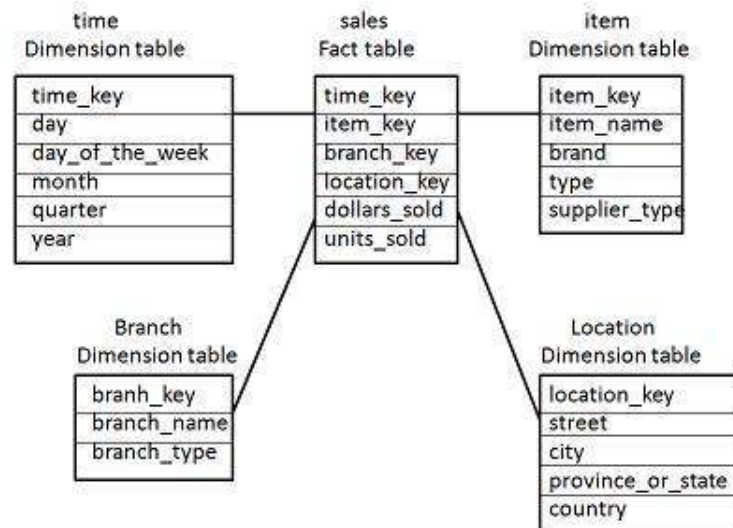 time
Dimension table
time_key
day
day_of_the_week
month
quarter
year
sales
Fact table
time_key
item_key
branch_key
location_key
dollars_sold
units_sold
item
Dimension table
item_key
item_name
brand
type
supplier_type
Branch
Dimension table
branh_key
branch_name
branch_type
Location
Dimension table
location_key
street
city
province_or_state
country